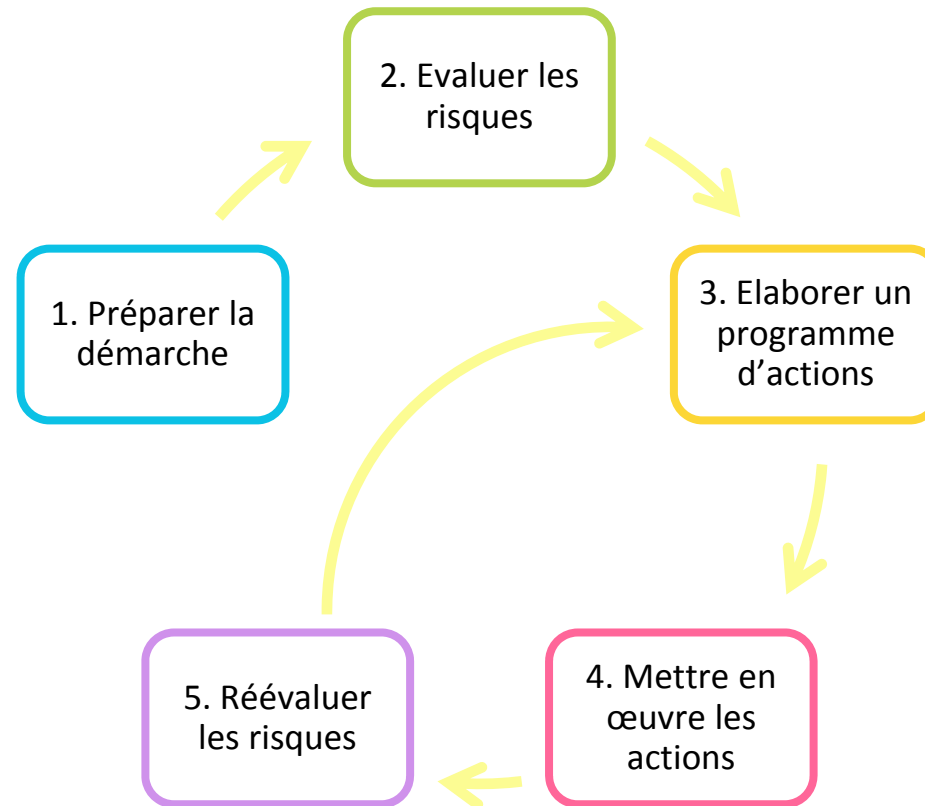 1. Préparer la
démarche
2. Evaluer les
risques
3. Elaborer un
programme
d’actions
4. Mettre en
œuvre les
actions
5. Réévaluer
les risques